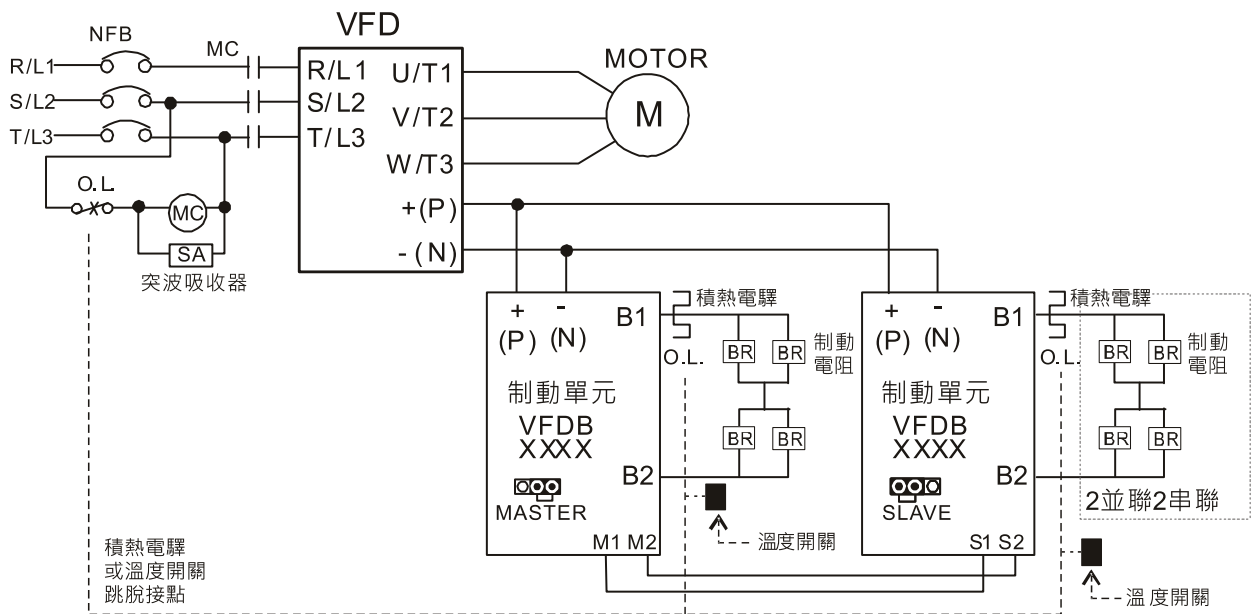 NFB
MC
VFD
R/L1
S/L2
T/L3
R/L1
S/L2
T/L3
U/T1
V/T2
W/T3
+(P)
-(N)
MOTOR
M
O.L.
MC
SA
突波吸收器
+
(P)
-
(N)
B1
制動單元
VFDB
XXXX
B2
MASTER
M1 M2
積熱電驛
O.L.
BR
BR
BR
BR
制動
電阻
溫度開關
+
(P)
-
(N)
B1
制動單元
VFDB
XXXX
B2
SLAVE
S1 S2
積熱電驛
O.L.
BR
BR
BR
BR
制動
電阻
2並聯2串聯
溫度開關
積熱電驛
或溫度開關
跳脫接點